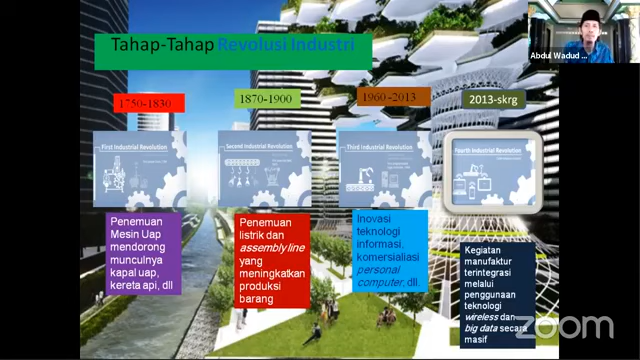 Tahap-Tahap Revolusi Industri
Abdul Wadud ...
1750-1830
1870-1900
1960-2013
2013-skrg
First Industrial Revolution
Second Industrial Revolution
Third Industrial Revolution
Fourth Industrial Revolution
Penemuan
Mesin Uap
mendorong
munculnya
kapal uap,
kereta api, dll
Penemuan
listrik dan
assembly line
yang
meningkatkan
produksi
barang
Inovasi
teknologi
informasi,
komersialiasi
personal
computer, dll.
Kegiatan
manufaktur
terintegrasi
melalui
penggunaan
teknologi
wireless dan
big data secara
masif
zoom